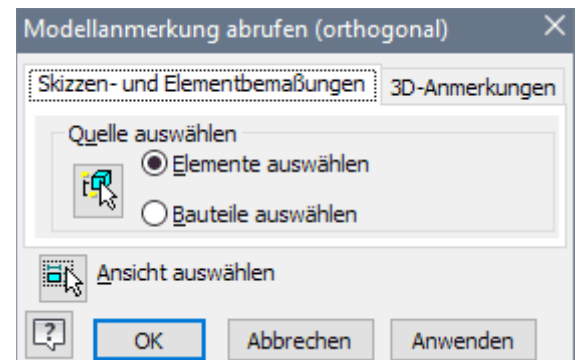 Modellanmerkung abrufen (orthogonal)
Skizzen- und Elementbemaßungen 3D-Anmerkungen
Quelle auswählen
Elemente auswählen
Bauteile auswählen
Ansicht auswählen
OK Abbrechen Anwenden